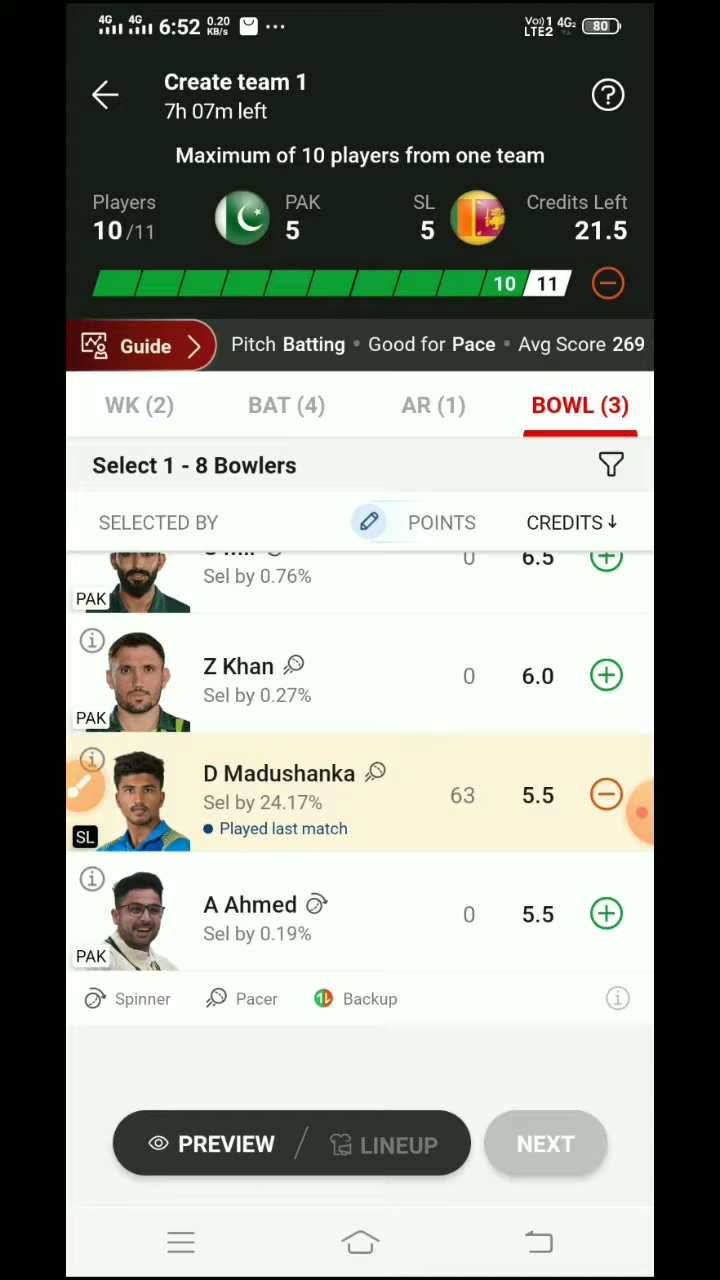 4G 4G 6:52 0.20 KB/s ... Vo)) 1 4G2 LTE2 80
Create team 1
7h 07m left
Maximum of 10 players from one team
Players PAK SL Credits Left
10 /11 5 5 21.5
10 11
Guide Pitch Batting • Good for Pace • Avg Score 269
WK (2) BAT (4) AR (1) BOWL (3)
Select 1 - 8 Bowlers
SELECTED BY POINTS CREDITS↓
0 6.5
Sel by 0.76%
PAK
Z Khan
0 6.0
Sel by 0.27%
PAK
D Madushanka
Sel by 24.17% 63 5.5
• Played last match
SL
A Ahmed
0 5.5
Sel by 0.19%
PAK
Spinner Pacer Backup
PREVIEW / LINEUP NEXT